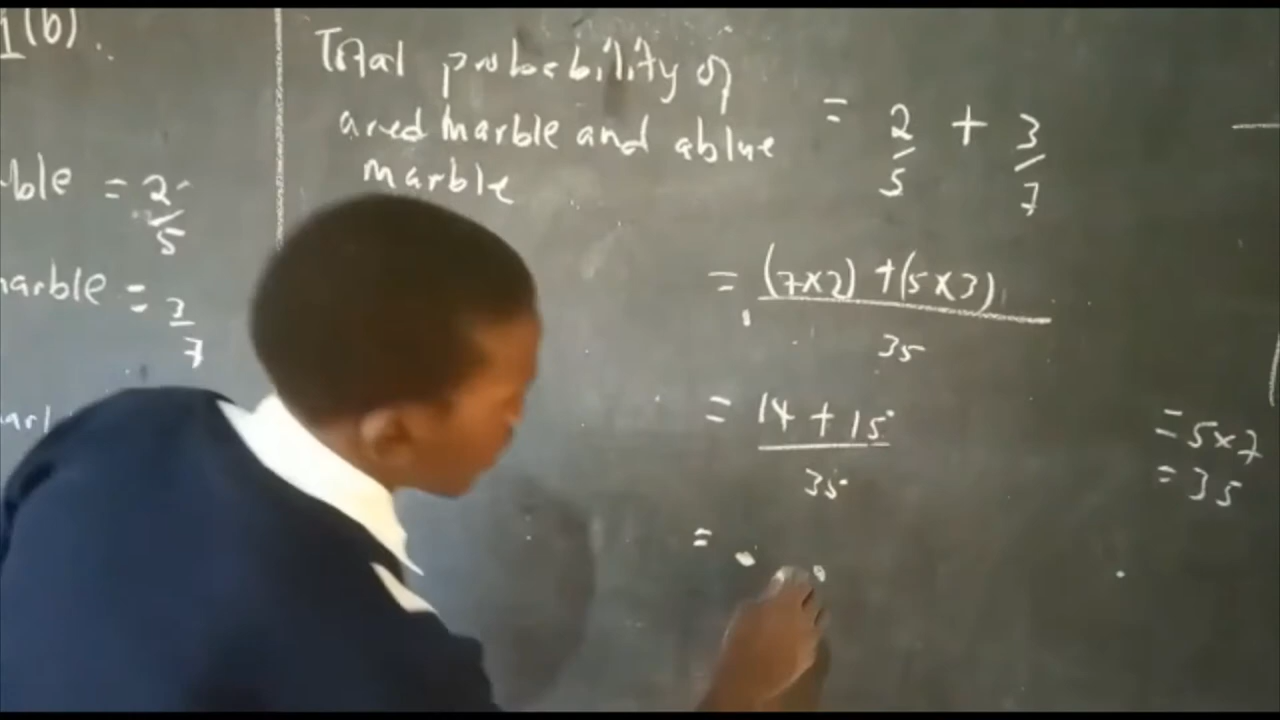 1(b).
ble = 2/5
marble = 3/7
Total probability of
a red marble and a blue
marble
= 2/5 + 3/7
= (7×2) + (5×3)
35
= 14 + 15
35
=
= 5×7
= 35